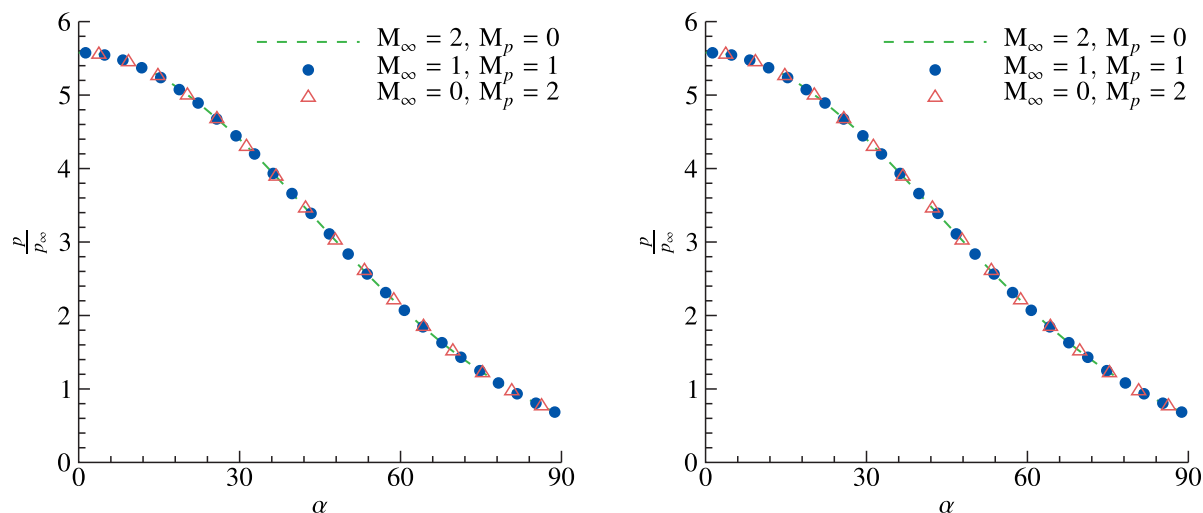 6
5
4
3
2
1
0
p
p∞
0 30 60 90
α
M∞ = 2, Mp = 0
M∞ = 1, Mp = 1
M∞ = 0, Mp = 2
6
5
4
3
2
1
0
p
p∞
0 30 60 90
α
M∞ = 2, Mp = 0
M∞ = 1, Mp = 1
M∞ = 0, Mp = 2